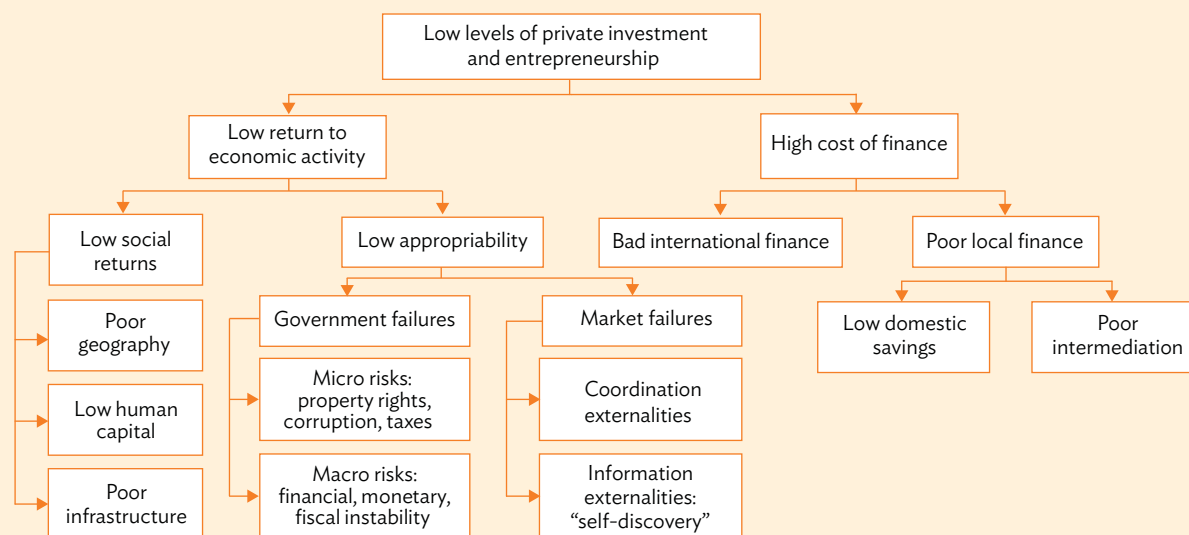 Low levels of private investment
and entrepreneurship
Low return to
economic activity
High cost of finance
Low social
returns
Low appropriability
Bad international finance
Poor local finance
Poor
geography
Government failures
Market failures
Low domestic
savings
Poor
intermediation
Low human
capital
Micro risks:
property rights,
corruption, taxes
Coordination
externalities
Poor
infrastructure
Macro risks:
financial, monetary,
fiscal instability
Information
externalities:
“self-discovery”